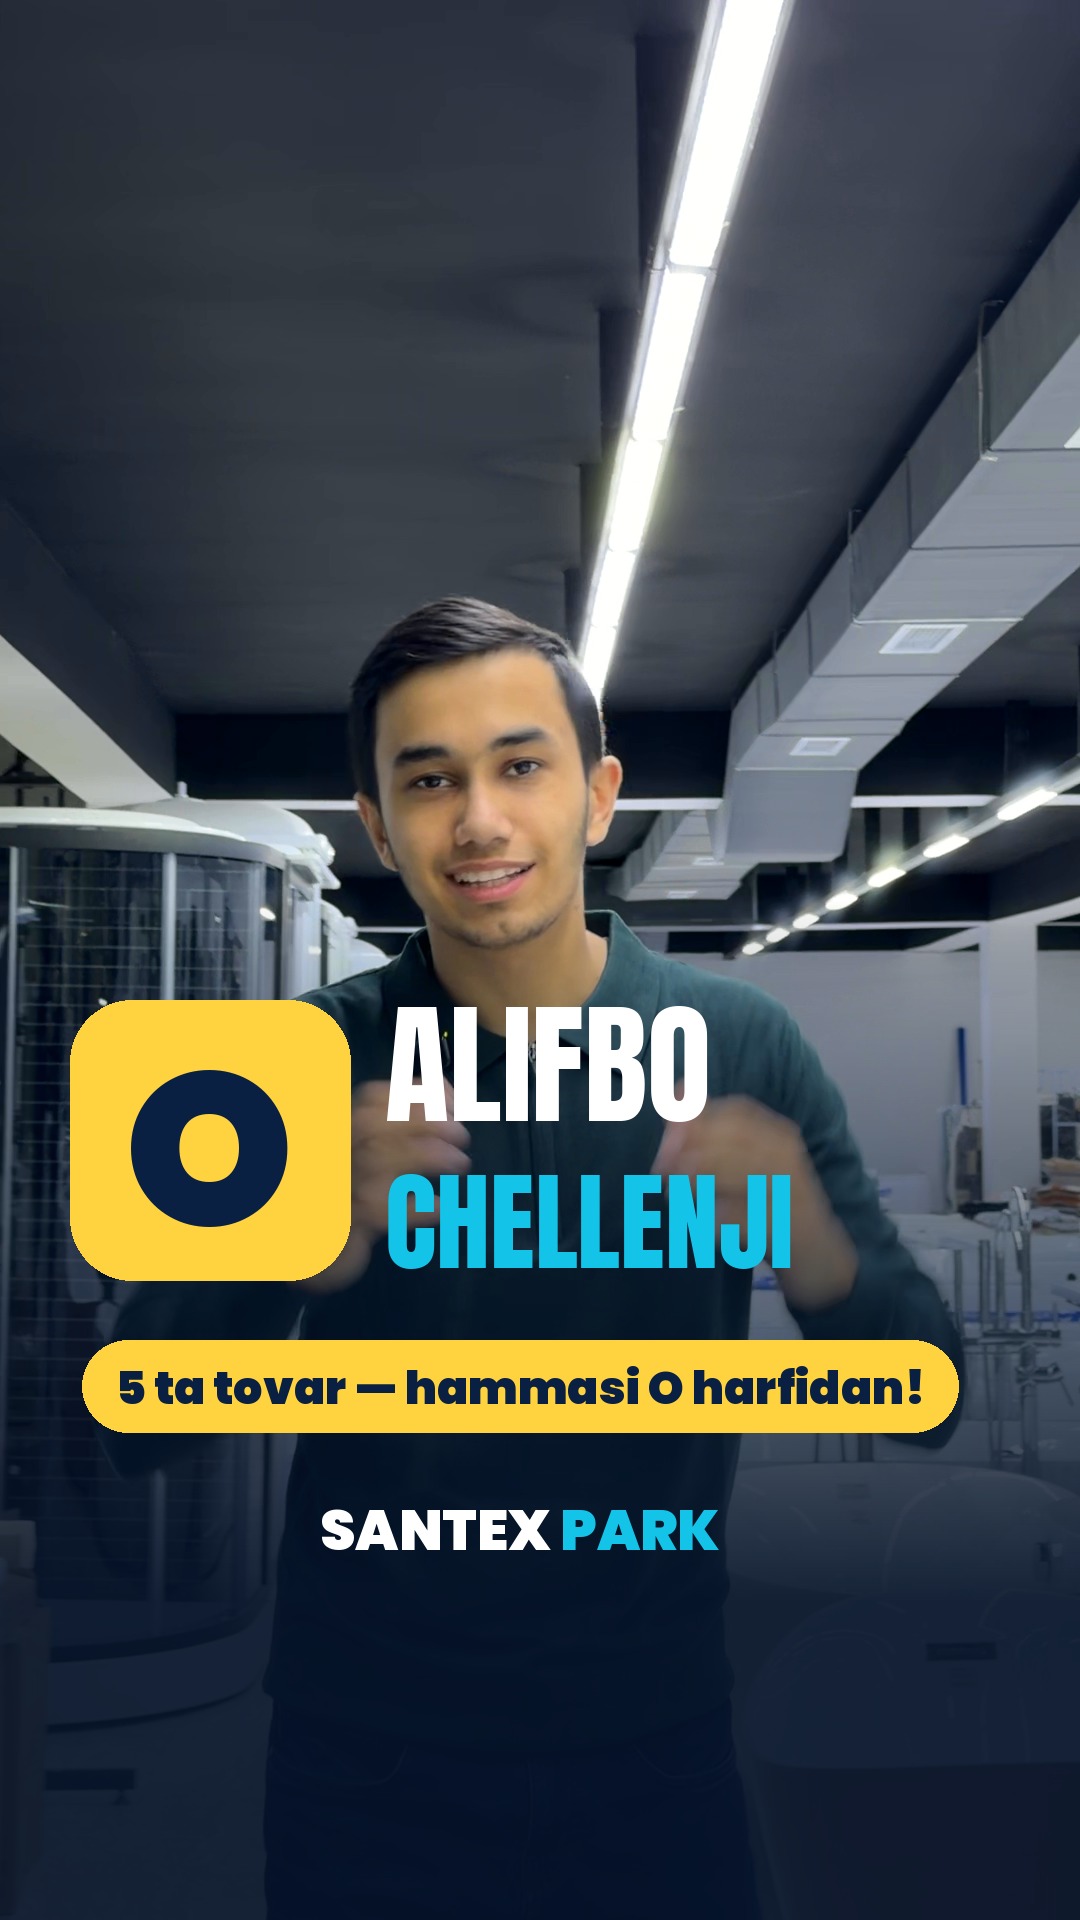 O
ALIFBO
CHELLENJI
5 ta tovar — hammasi O harfidan!
SANTEX PARK